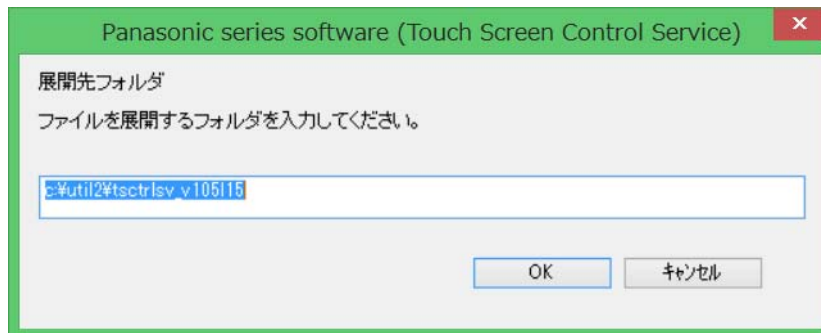 Panasonic series software (Touch Screen Control Service)
展開先フォルダ
ファイルを展開するフォルダを入力してください。
c:¥util2¥tsctrlsv_v105l15
OK
キャンセル